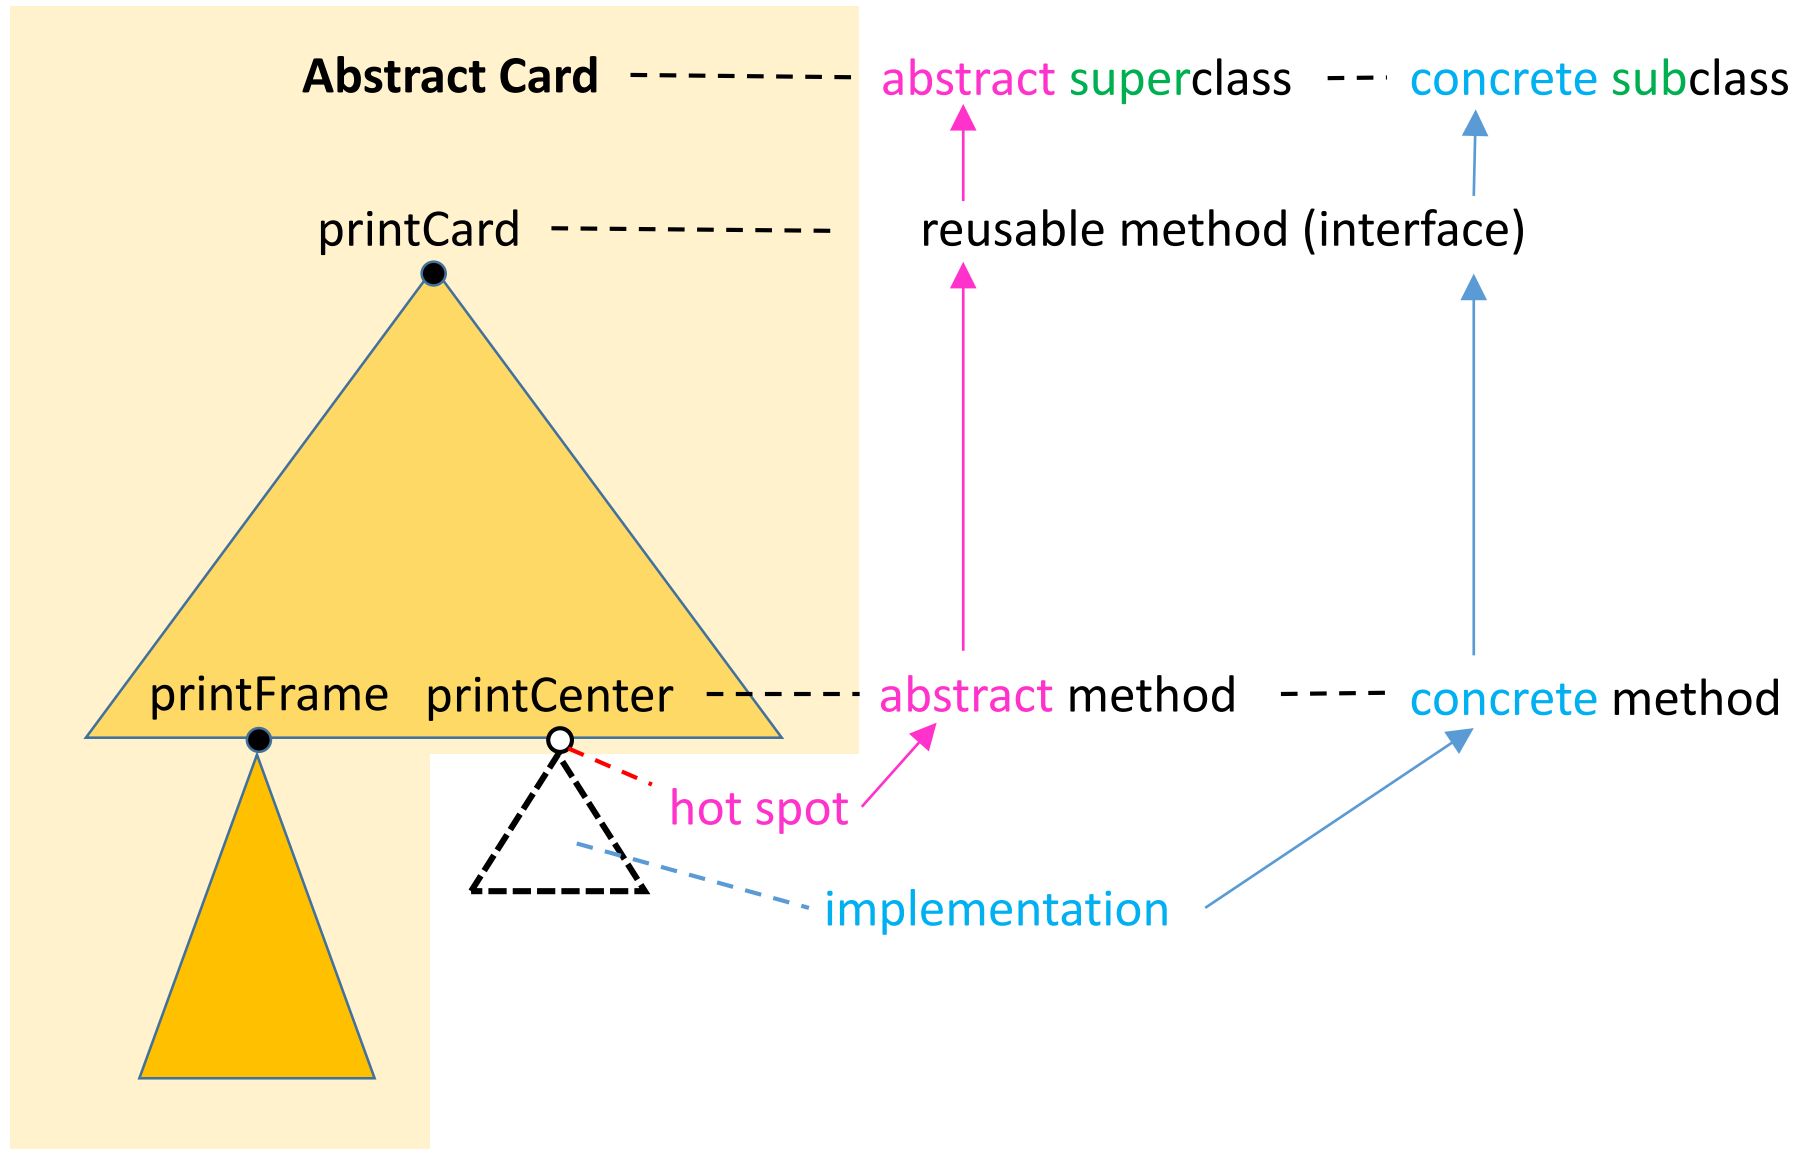 Abstract Card abstract superclass concrete subclass
printCard reusable method (interface)
printFrame printCenter abstract method concrete method
hot spot
implementation